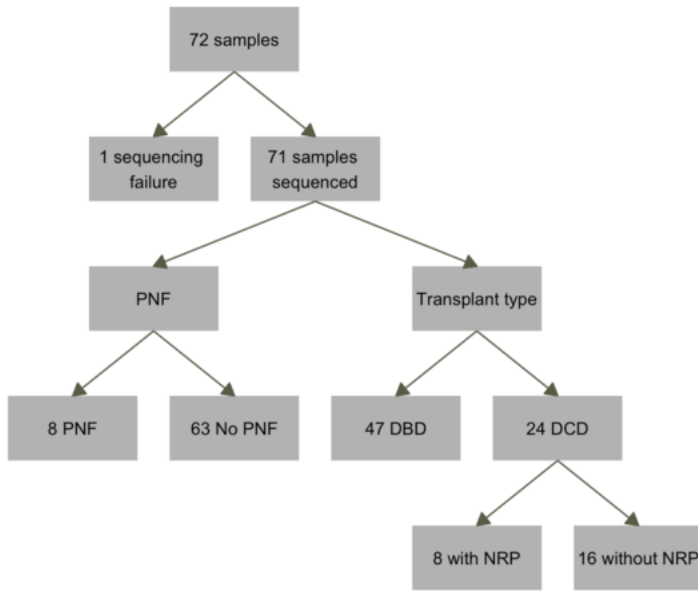 72 samples
1 sequencing
failure
71 samples
sequenced
PNF
Transplant type
8 PNF
63 No PNF
47 DBD
24 DCD
8 with NRP
16 without NRP